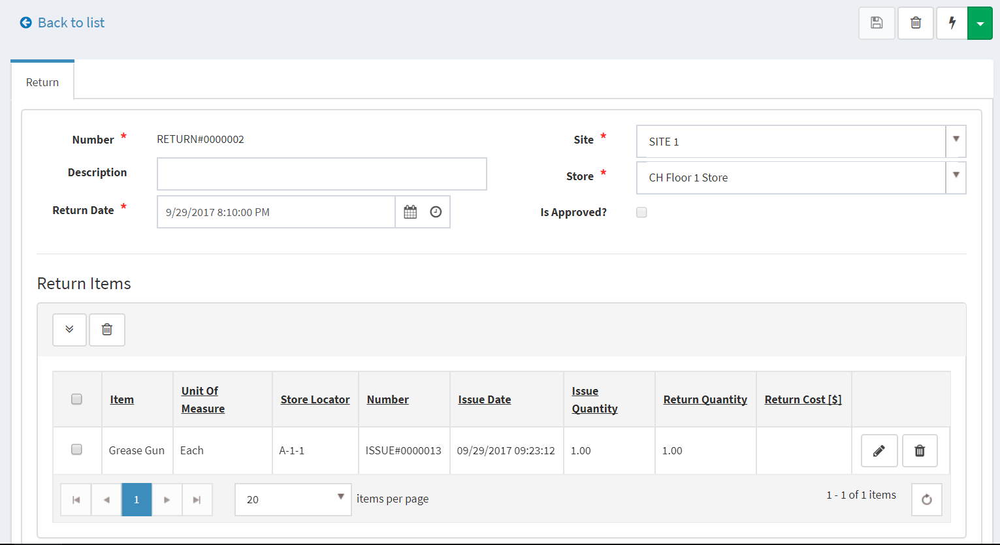 Back to list
Return
Number *
RETURN#0000002
Site *
SITE 1
Description
Store *
CH Floor 1 Store
Return Date *
9/29/2017 8:10:00 PM
Is Approved?
Return Items
Item
Unit Of
Measure
Store Locator
Number
Issue Date
Issue
Quantity
Return Quantity
Return Cost [$]
Grease Gun
Each
A-1-1
ISSUE#0000013
09/29/2017 09:23:12
1.00
1.00
1
20
items per page
1 - 1 of 1 items